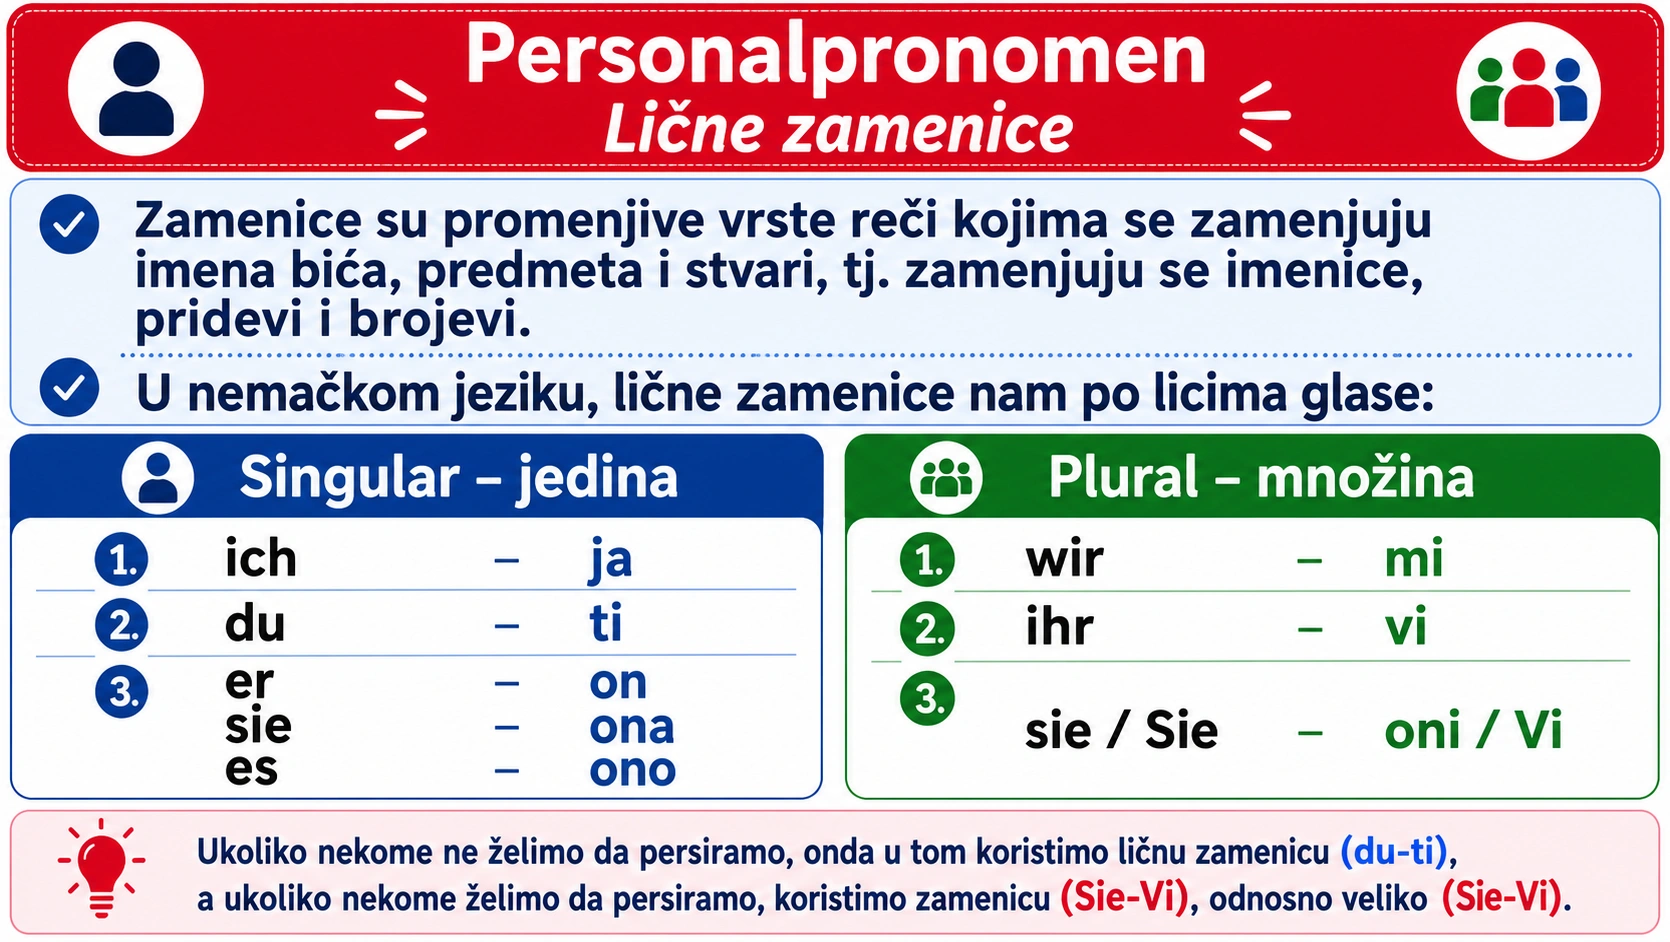 Personalpronomen
Lične zamenice
Zamenice su promenjive vrste reči kojima se zamenjuju
imena bića, predmeta i stvari, tj. zamenjuju se imenice,
pridevi i brojevi.
U nemačkom jeziku, lične zamenice nam po licima glase:
Singular – jedina
1. ich – ja
2. du – ti
3. er – on
sie – ona
es – ono
Plural – množina
1. wir – mi
2. ihr – vi
3.
sie / Sie – oni / Vi
Ukoliko nekome ne želimo da persiramo, onda u tom koristimo ličnu zamenicu (du-ti),
a ukoliko nekome želimo da persiramo, koristimo zamenicu (Sie-Vi), odnosno veliko (Sie-Vi).